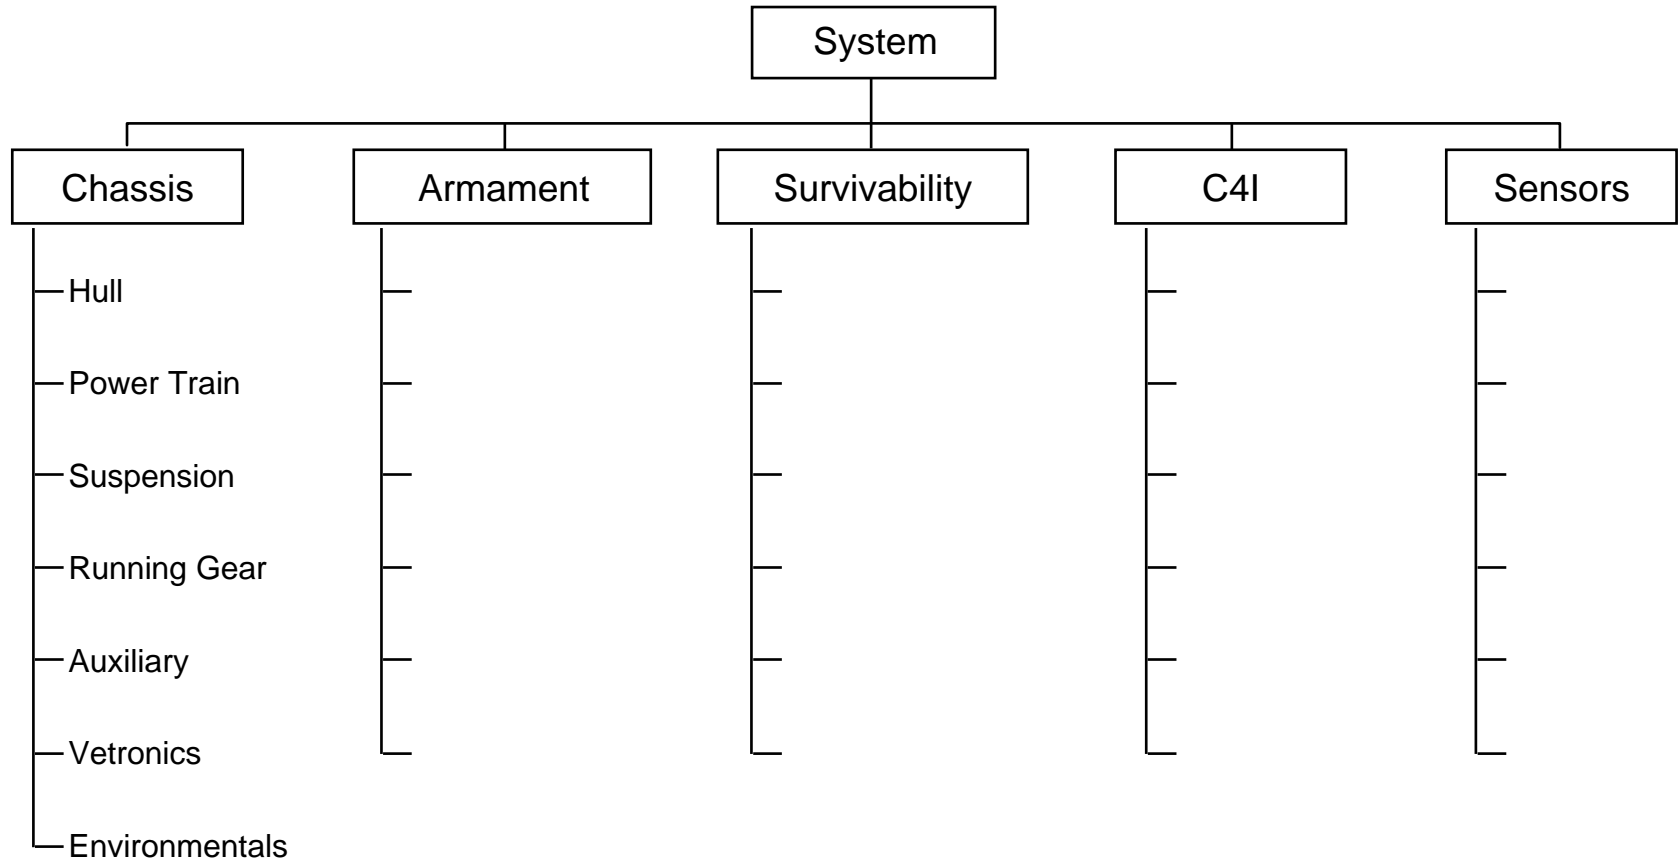 System
Chassis
Armament
Survivability
C4I
Sensors
Hull
Power Train
Suspension
Running Gear
Auxiliary
Vetronics
Environmentals